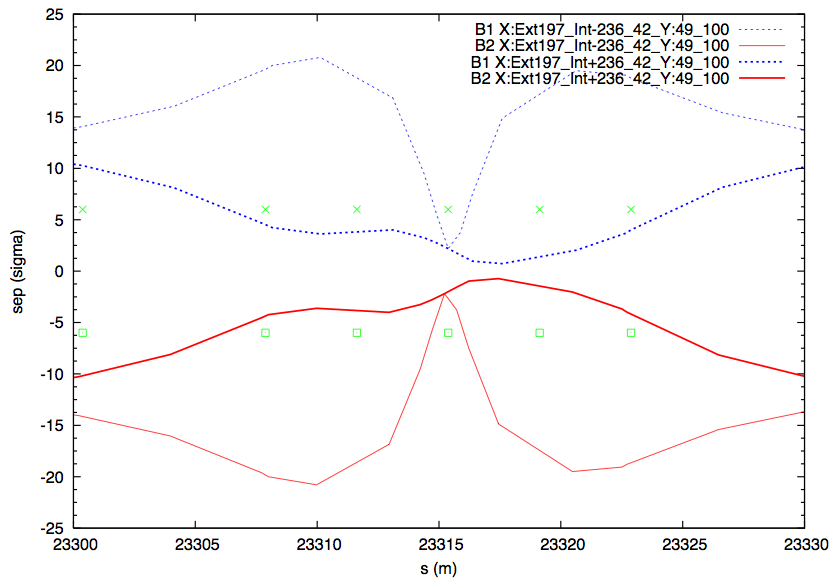 25
20
15
10
5
0
-5
-10
-15
-20
-25
sep (sigma)
B1 X:Ext197_Int-236_42_Y:49_100
B2 X:Ext197_Int-236_42_Y:49_100
B1 X:Ext197_Int+236_42_Y:49_100
B2 X:Ext197_Int+236_42_Y:49_100
23300 23305 23310 23315 23320 23325 23330
s (m)